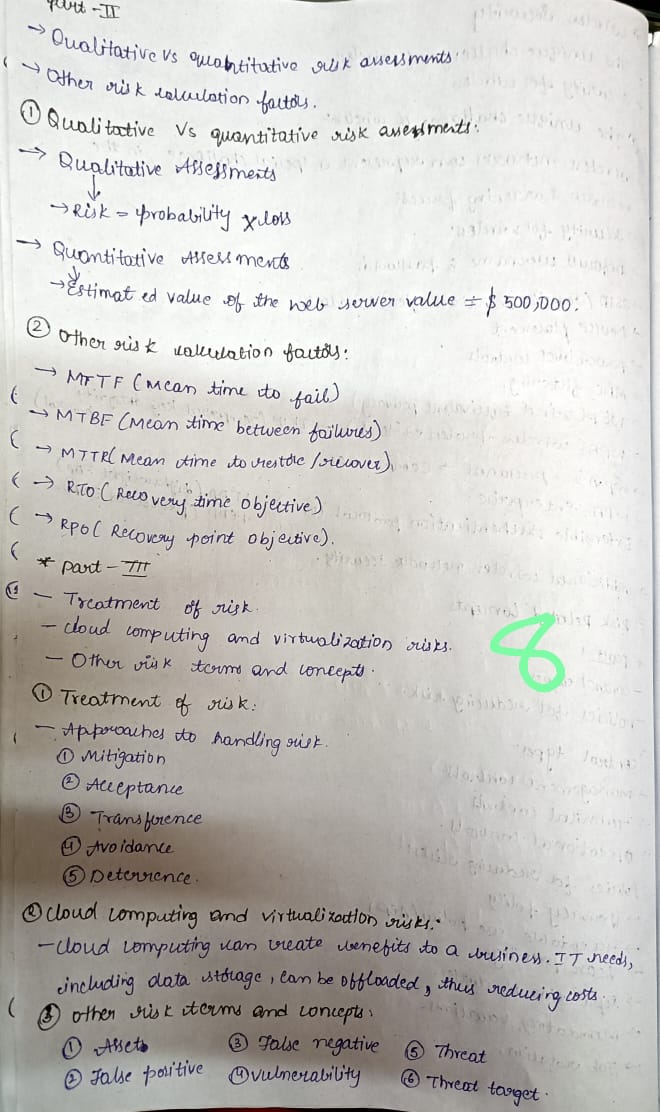 Part - II
→ Qualitative vs quantitative risk assessments.
→ Other risk calculation factors.
① Qualitative Vs quantitative risk assessments:
→ Qualitative Assessments
↓
→ Risk = probability x loss
→ Quantitative Assessments
↓
→ Estimated value of the web server value = $ 500,000.
② Other risk calculation factors:
→ MTTF (Mean time to fail)
→ MTBF (Mean time between failures)
→ MTTR (Mean time to restore / recover)
→ RTO (Recovery time objective)
→ RPO ( Recovery point objective).
* Part - III
- Treatment of risk.
- cloud computing and virtualization risks.
- Other risk terms and concepts.
8
① Treatment of risk:
- Approaches to handling risk.
① Mitigation
② Acceptance
③ Transference
④ Avoidance
⑤ Deterrence.
② cloud computing and virtualization risks:
- cloud computing can create benefits to a business. IT needs,
including data storage, can be offloaded, thus reducing costs.
③ other risk terms and concepts:
① Assets ③ False negative ⑤ Threat
② False positive ④ vulnerability ⑥ Threat target.